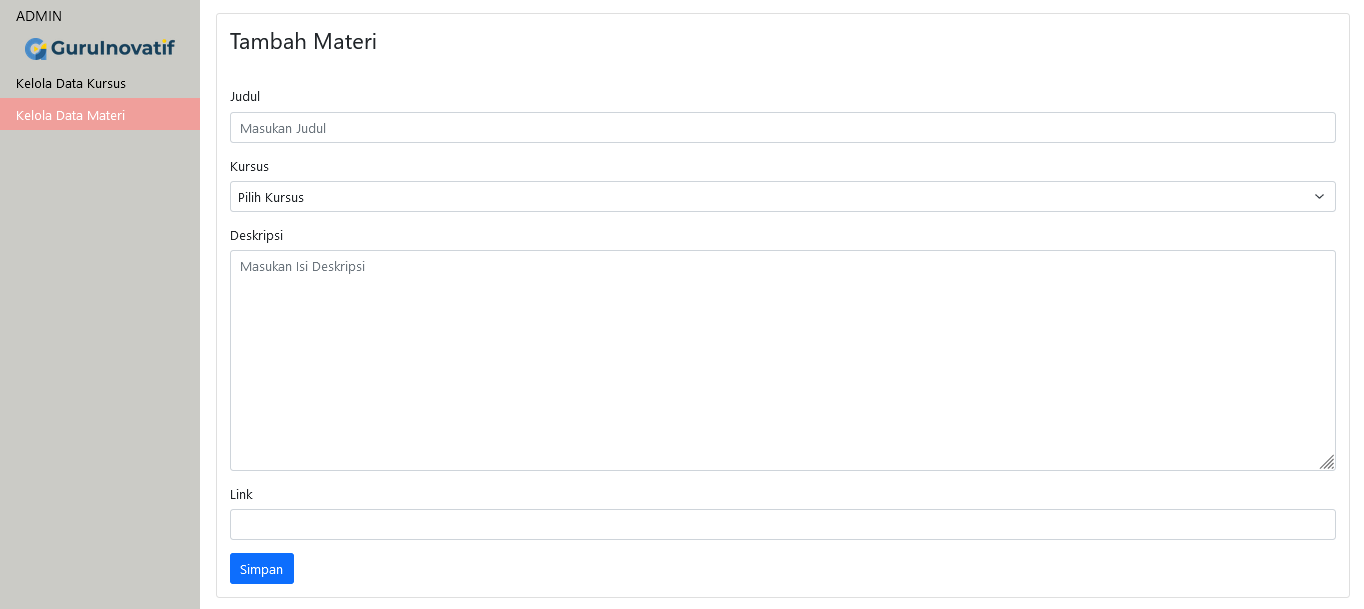 ADMIN
GuruInovatif
Kelola Data Kursus
Kelola Data Materi
Tambah Materi
Judul
Masukan Judul
Kursus
Pilih Kursus
Deskripsi
Masukan Isi Deskripsi
Link
Simpan